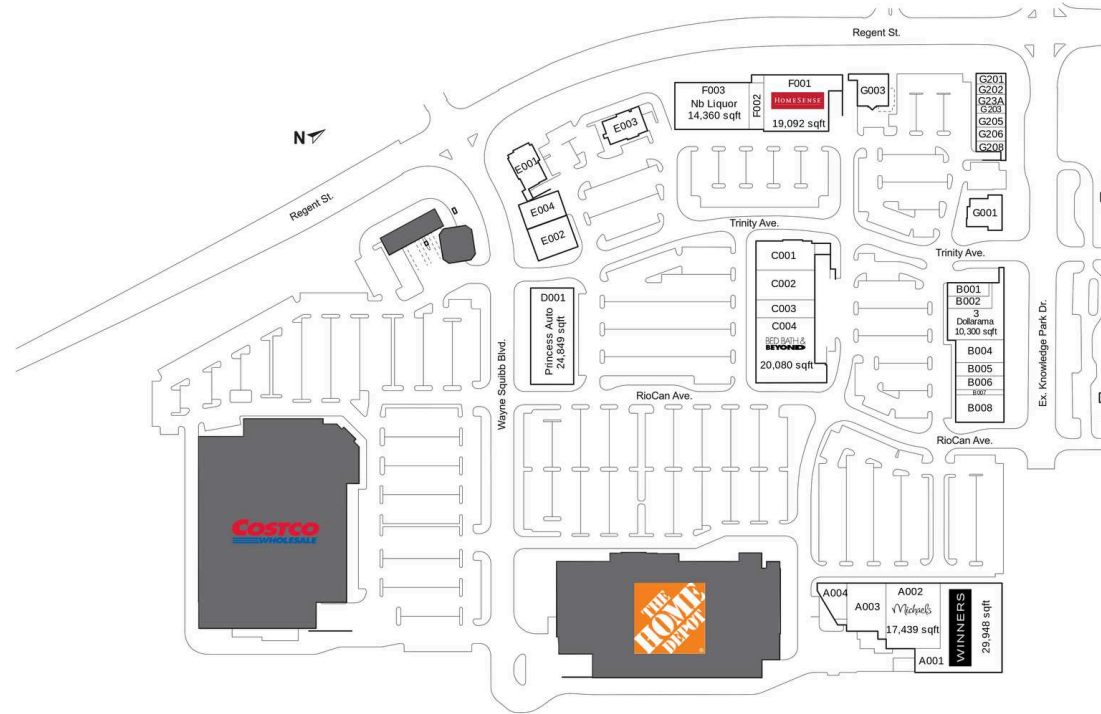 Regent St.
F001
HOMESENSE
19,092 sqft
F003
Nb Liquor
14,360 sqft
F002
G003
G201
G202
G23A
G203
G205
G206
G208
N
E003
E001
E004
E002
Regent St.
G001
Trinity Ave.
Trinity Ave.
C001
C002
C003
C004
BED BATH &
BEYOND
20,080 sqft
B001
B002
3
Dollarama
10,300 sqft
B004
B005
B006
B007
B008
D001
Princess Auto
24,849 sqft
Wayne Squibb Blvd.
RioCan Ave.
Ex. Knowledge Park Dr.
RioCan Ave.
COSTCO
WHOLESALE
THE
HOME
DEPOT
A004
A003
A002
Michaels
17,439 sqft
A001
WINNERS
29,948 sqft